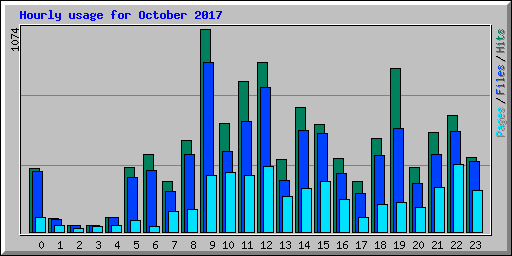 Hourly usage for October 2017
1074
Pages/Files/Hits
0 1 2 3 4 5 6 7 8 9 10 11 12 13 14 15 16 17 18 19 20 21 22 23